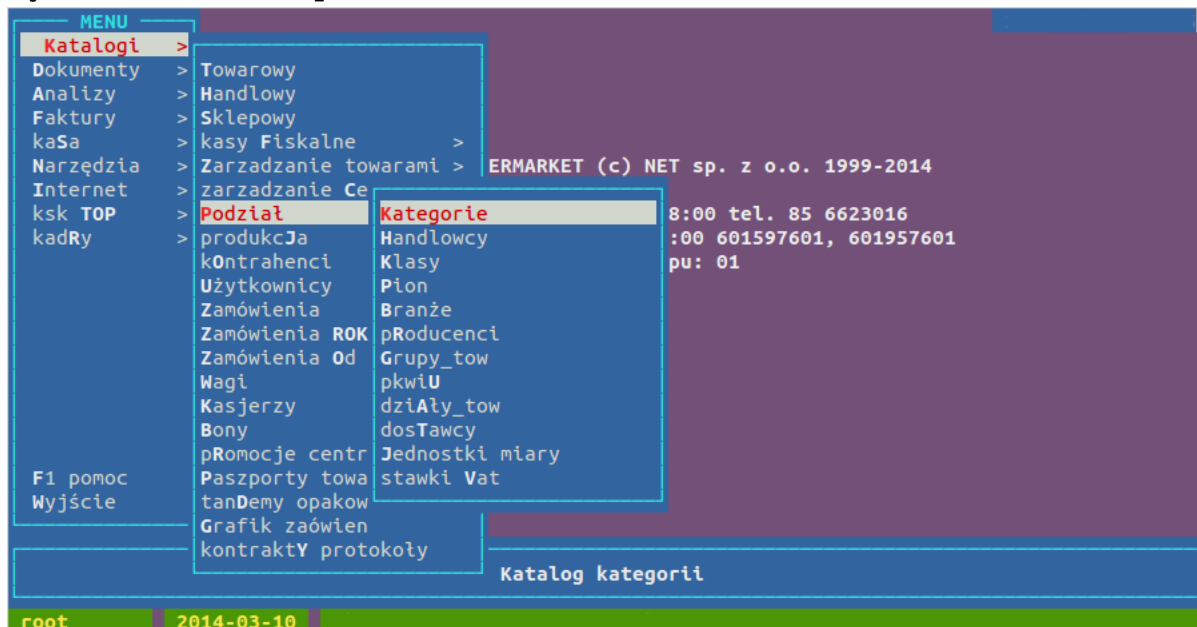 MENU
Katalogi >
Dokumenty >
Analizy >
Faktury >
kaSa >
Narzędzia >
Internet >
ksk TOP >
kadRy >
F1 pomoc
Wyjście
Towarowy
Handlowy
Sklepowy
kasy Fiskalne >
Zarzadzanie towarami >
zarzadzanie Ce
Podział
produkcJa
kOntrahenci
Użytkownicy
Zamówienia
Zamówienia ROK
Zamówienia Od
Wagi
Kasjerzy
Bony
pRomocje centr
Paszporty towa
tanDemy opakow
Grafik zaówien
kontraktY protokoły
Kategorie
Handlowcy
Klasy
Pion
Branże
pRoducenci
Grupy_tow
pkwiU
dziAły_tow
dosTawcy
Jednostki miary
stawki Vat
ERMARKET (c) NET sp. z o.o. 1999-2014
8:00 tel. 85 6623016
:00 601597601, 601957601
pu: 01
Katalog kategorii
root 2014-03-10